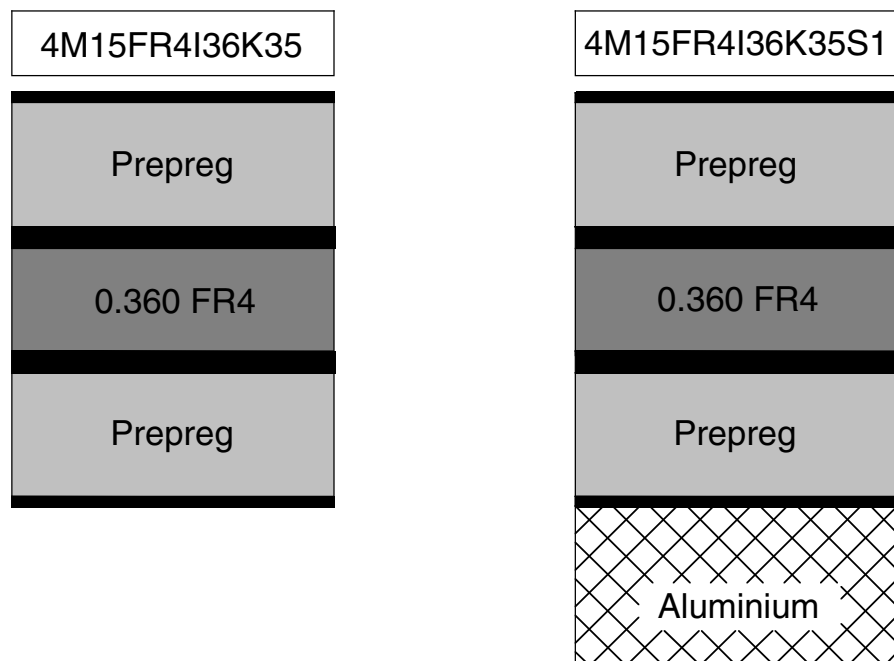 4M15FR4I36K35
Prepreg
0.360 FR4
Prepreg
4M15FR4I36K35S1
Prepreg
0.360 FR4
Prepreg
Aluminium